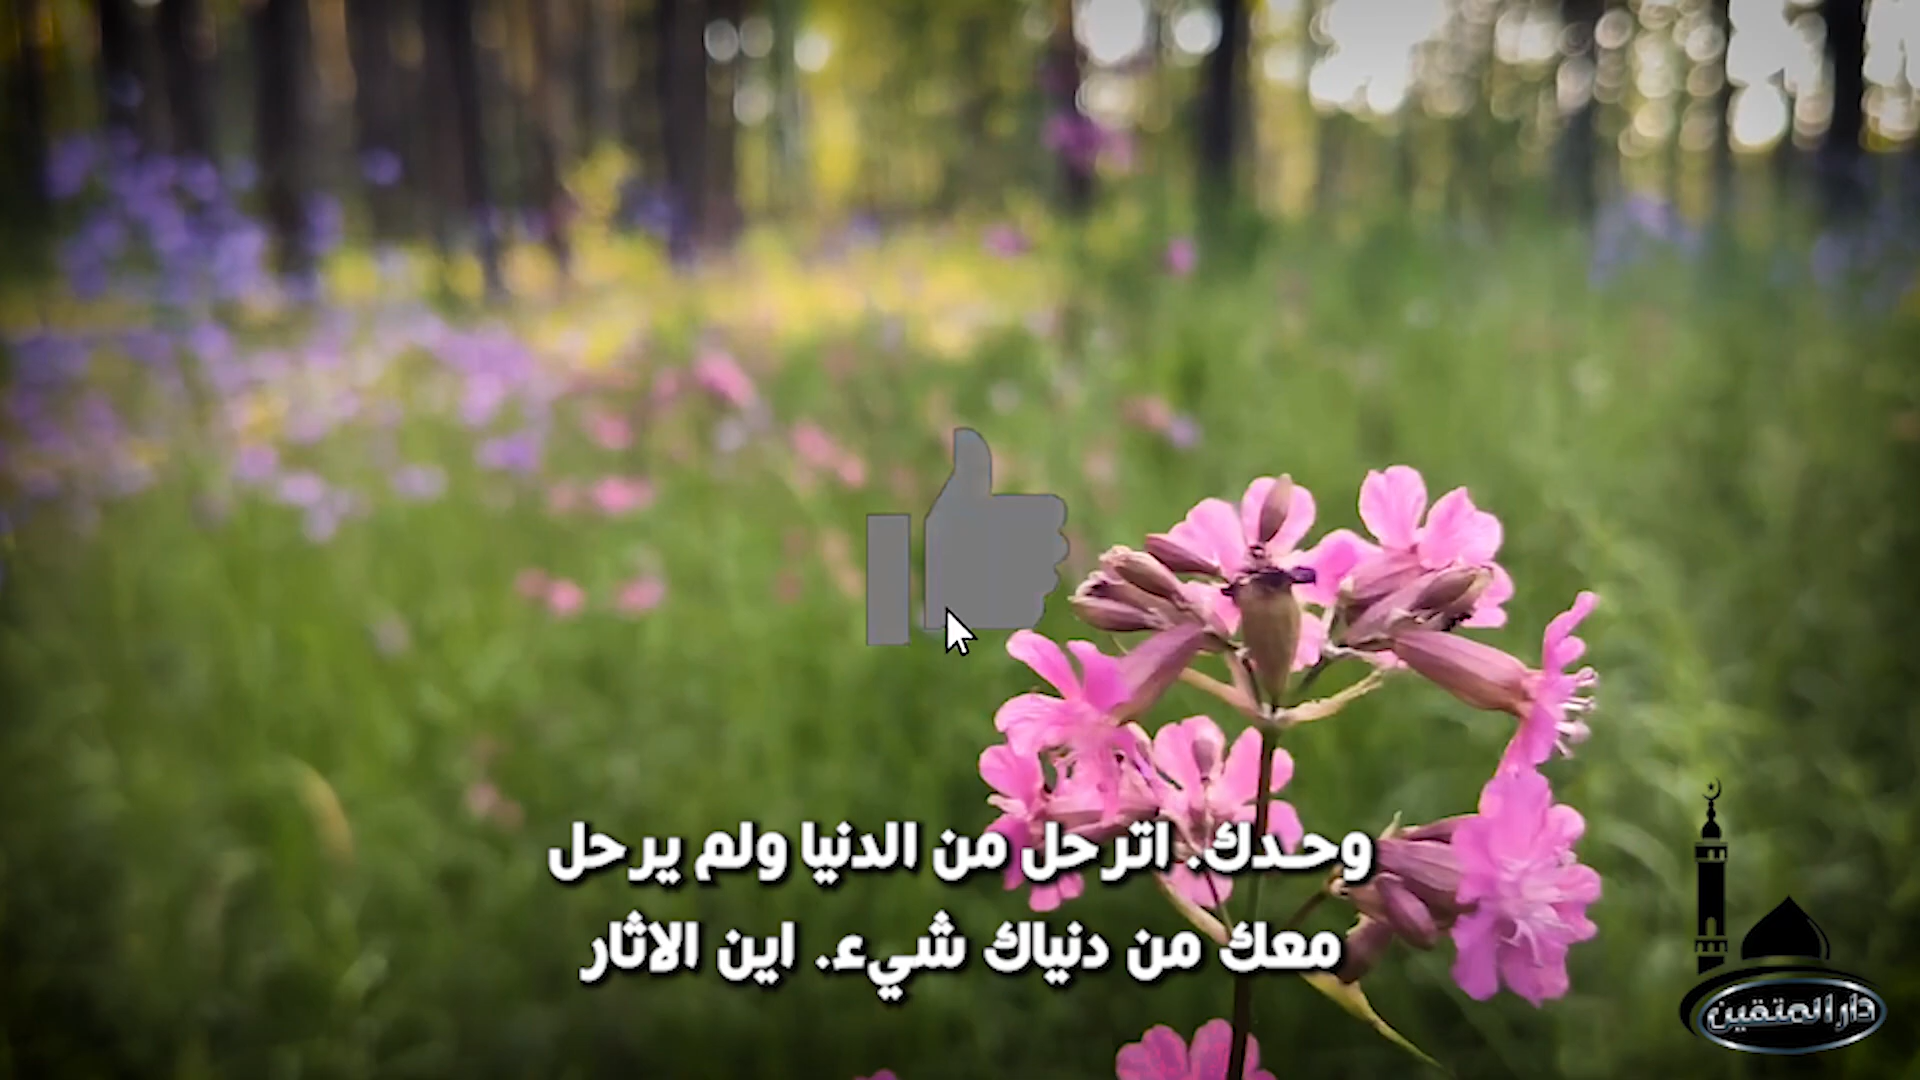 وحدك. اترحل من الدنيا ولم يرحل
معك من دنياك شيء. اين الاثار
دار المتقين